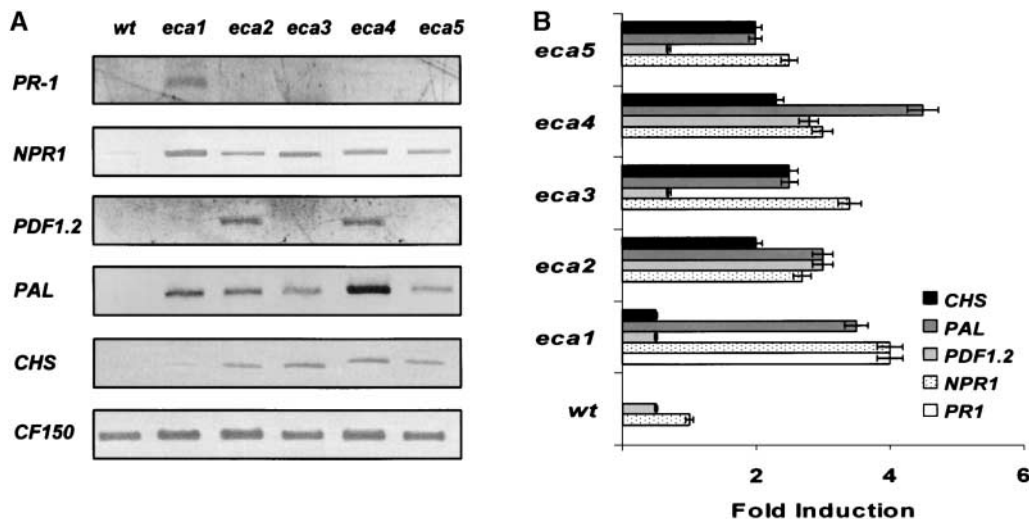 A
wt eca1 eca2 eca3 eca4 eca5
PR-1
NPR1
PDF1.2
PAL
CHS
CF150
B
eca5
eca4
eca3
eca2
eca1
wt
CHS
PAL
PDF1.2
NPR1
PR1
2 4 6
Fold Induction